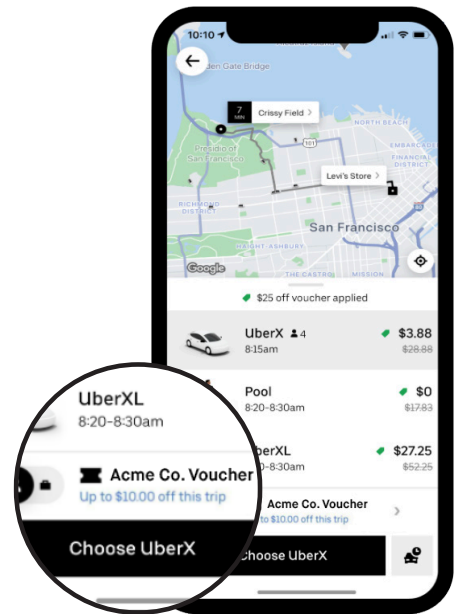 10:10
Golden Gate Bridge
7
MIN
Crissy Field >
NORTH BEACH
101
Presidio of
San Francisco
EMBARCADE
FINANCIAL
DISTRICT
Levi's Store >
RICHMOND
DISTRICT
San Francisco
HAIGHT-ASHBURY
Google
THE CASTRO
MISSION
$25 off voucher applied
UberX 4
$3.88
8:15am
$28.88
Pool
$0
8:20-8:30am
$17.83
berXL
$27.25
0-8:30am
$52.25
Acme Co. Voucher
to $10.00 off this trip
Choose UberX
UberXL
8:20-8:30am
Acme Co. Voucher
Up to $10.00 off this trip
Choose UberX